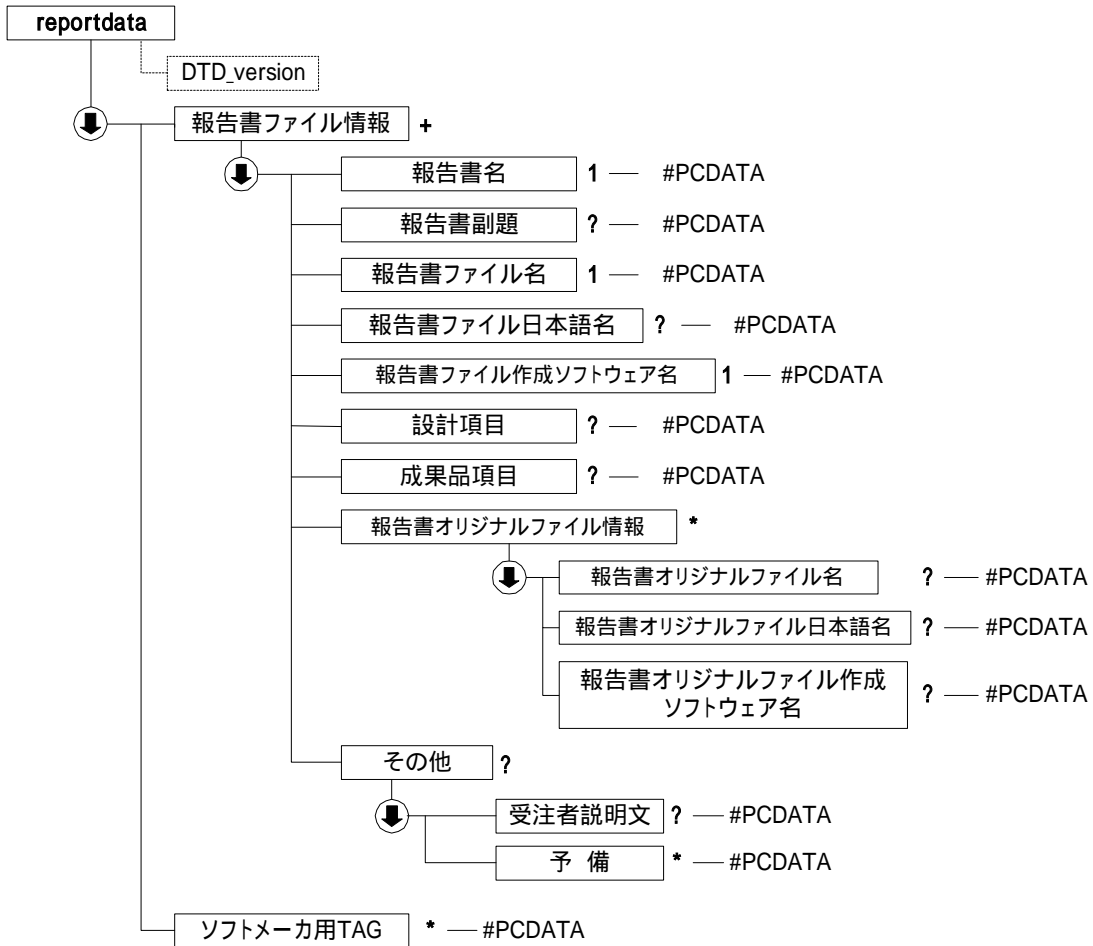 reportdata
DTD_version
報告書ファイル情報 +
報告書名 1 — #PCDATA
報告書副題 ? — #PCDATA
報告書ファイル名 1 — #PCDATA
報告書ファイル日本語名 ? — #PCDATA
報告書ファイル作成ソフトウェア名 1 — #PCDATA
設計項目 ? — #PCDATA
成果品項目 ? — #PCDATA
報告書オリジナルファイル情報 *
報告書オリジナルファイル名 ? — #PCDATA
報告書オリジナルファイル日本語名 ? — #PCDATA
報告書オリジナルファイル作成
ソフトウェア名 ? — #PCDATA
その他 ?
受注者説明文 ? — #PCDATA
予 備 * — #PCDATA
ソフトメーカ用TAG * — #PCDATA